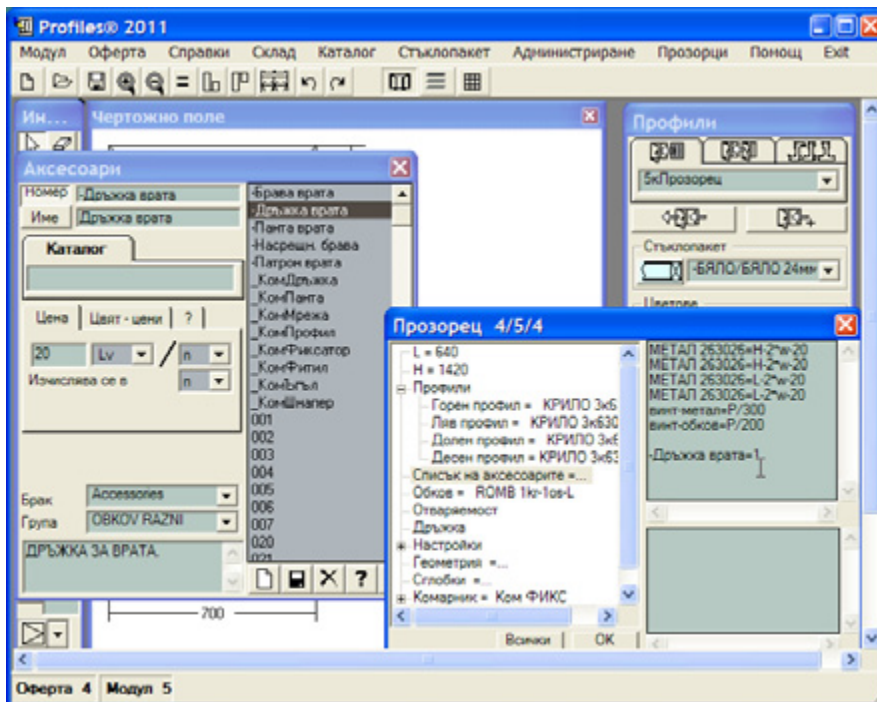 Profiles® 2011
Модул Оферта Справки Склад Каталог Стъклопакет Администриране Прозорци Помощ Exit
Ин...
Чертожно поле
Профили
5кПрозорец
Стъклопакет
-БЯЛО/БЯЛО 24мм
Цветове
Аксесоари
Номер -Дръжка врата
Име Дръжка врата
Каталог
Цена Цвят - цени ?
20 Lv / n
Изчислява се в n
Брак Accessories
Група OBKOV RAZNI
ДРЪЖКА ЗА ВРАТА.
-Брава врата
-Дръжка врата
-Панта врата
-Насрещн. брава
-Патрон врата
_КомДръжка
_КомПанта
_КомМрежа
_КомПрофил
_КомФиксатор
_КомФитил
_КомЪгъл
_КомШнапер
001
002
003
004
005
006
007
020
021
Прозорец 4/5/4
L = 640
H = 1420
Профили
Горен профил = КРИЛО 3к6
Ляв профил = КРИЛО 3к630
Долен профил = КРИЛО 3к6
Десен профил = КРИЛО 3к63
Списък на аксесоарите =...
Обков = ROMB 1kr-1os-L
Отваряемост
Дръжка
Настройки
Геометрия =...
Сглобки =...
Комарник = Ком ФИКС
Всички OK
МЕТАЛ 263026=H-2*w-20
МЕТАЛ 263026=H-2*w-20
МЕТАЛ 263026=L-2*w-20
МЕТАЛ 263026=L-2*w-20
винт-метал=P/300
винт-обков=P/200
-Дръжка врата=1
700
Оферта 4 Модул 5